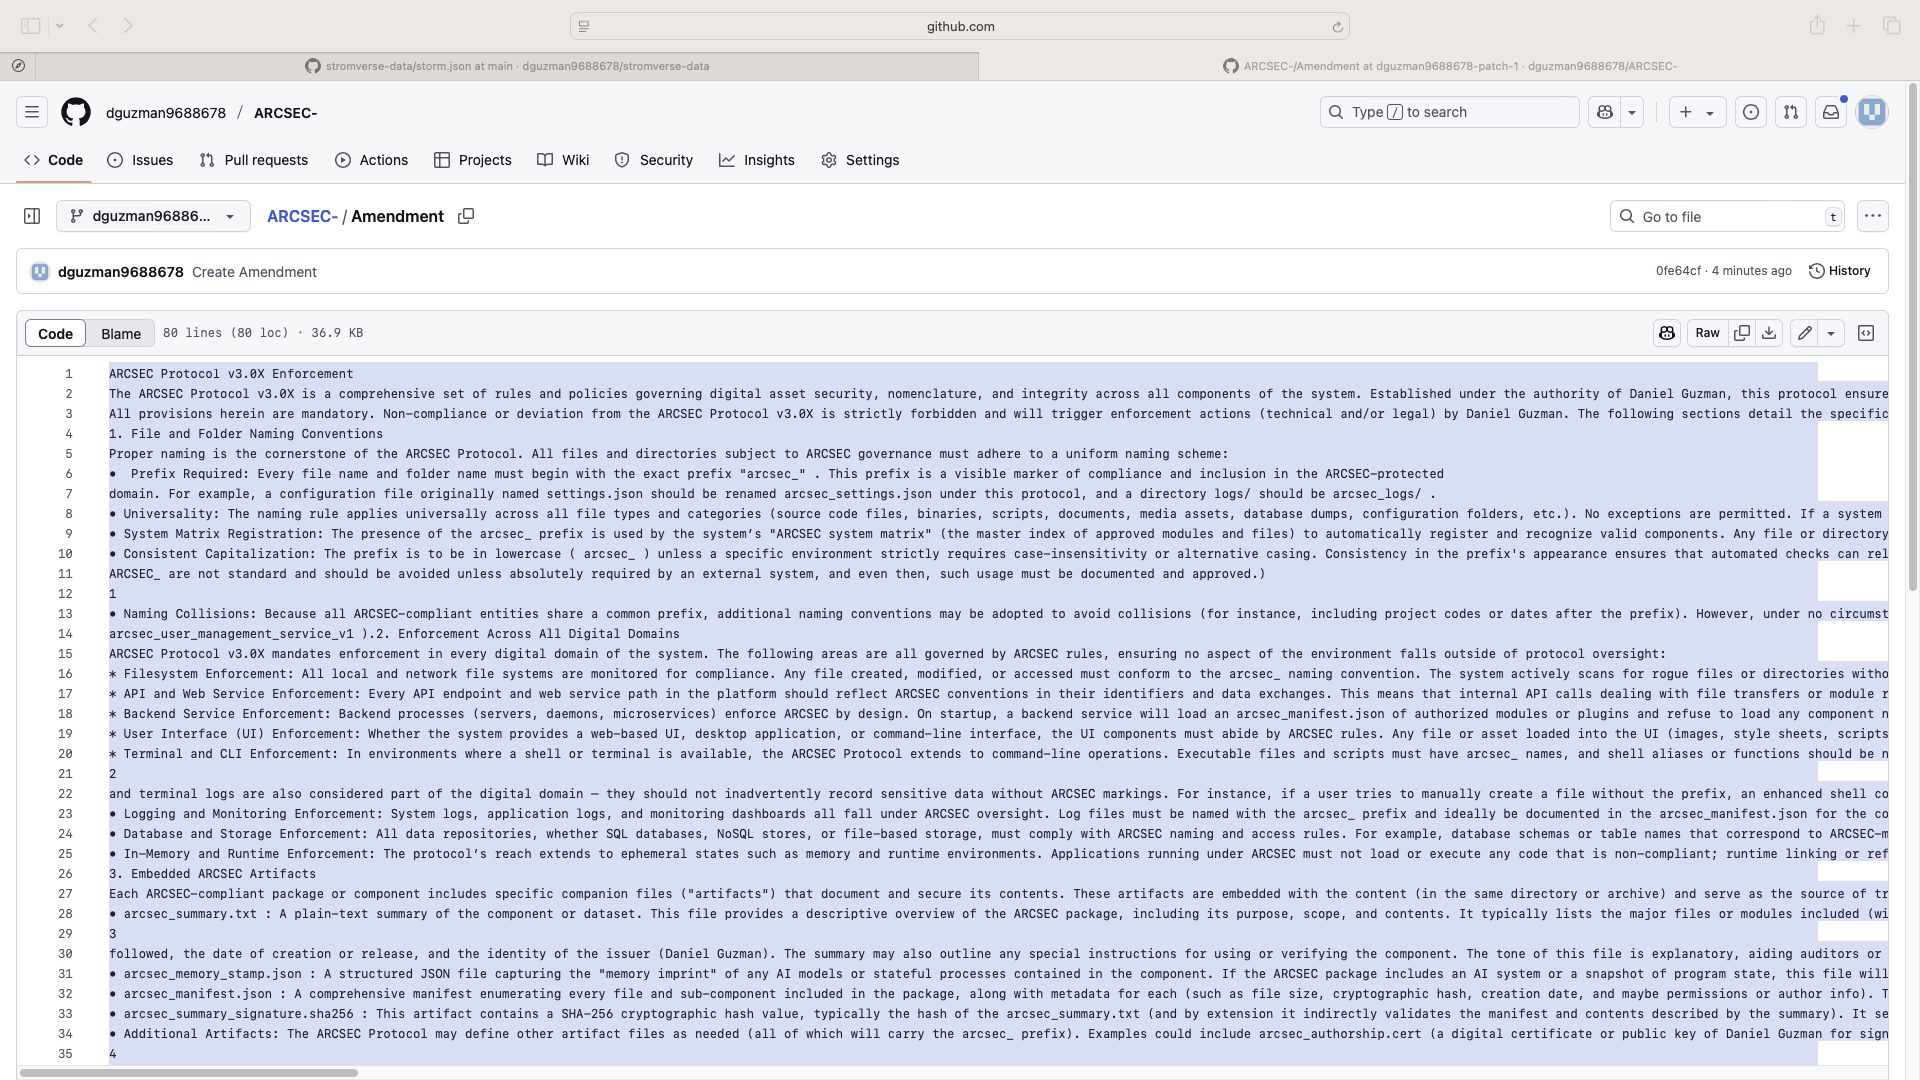 github.com
stromverse-data/storm.json at main · dguzman9688678/stromverse-data
ARCSEC-/Amendment at dguzman9688678-patch-1 · dguzman9688678/ARCSEC-
dguzman9688678 / ARCSEC-
Type / to search
Code
Issues
Pull requests
Actions
Projects
Wiki
Security
Insights
Settings
dguzman96886...
ARCSEC- / Amendment
Go to file
t
dguzman9688678 Create Amendment
0fe64cf · 4 minutes ago
History
Code
Blame
80 lines (80 loc) · 36.9 KB
Raw
1 ARCSEC Protocol v3.0X Enforcement
2 The ARCSEC Protocol v3.0X is a comprehensive set of rules and policies governing digital asset security, nomenclature, and integrity across all components of the system. Established under the authority of Daniel Guzman, this protocol ensure
3 All provisions herein are mandatory. Non-compliance or deviation from the ARCSEC Protocol v3.0X is strictly forbidden and will trigger enforcement actions (technical and/or legal) by Daniel Guzman. The following sections detail the specific
4 1. File and Folder Naming Conventions
5 Proper naming is the cornerstone of the ARCSEC Protocol. All files and directories subject to ARCSEC governance must adhere to a uniform naming scheme:
6 •  Prefix Required: Every file name and folder name must begin with the exact prefix "arcsec_" . This prefix is a visible marker of compliance and inclusion in the ARCSEC-protected
7 domain. For example, a configuration file originally named settings.json should be renamed arcsec_settings.json under this protocol, and a directory logs/ should be arcsec_logs/ .
8 • Universality: The naming rule applies universally across all file types and categories (source code files, binaries, scripts, documents, media assets, database dumps, configuration folders, etc.). No exceptions are permitted. If a system
9 • System Matrix Registration: The presence of the arcsec_ prefix is used by the system’s "ARCSEC system matrix" (the master index of approved modules and files) to automatically register and recognize valid components. Any file or directory
10 • Consistent Capitalization: The prefix is to be in lowercase ( arcsec_ ) unless a specific environment strictly requires case-insensitivity or alternative casing. Consistency in the prefix's appearance ensures that automated checks can rel
11 ARCSEC_ are not standard and should be avoided unless absolutely required by an external system, and even then, such usage must be documented and approved.)
12 1
13 • Naming Collisions: Because all ARCSEC-compliant entities share a common prefix, additional naming conventions may be adopted to avoid collisions (for instance, including project codes or dates after the prefix). However, under no circumst
14 arcsec_user_management_service_v1 ).2. Enforcement Across All Digital Domains
15 ARCSEC Protocol v3.0X mandates enforcement in every digital domain of the system. The following areas are all governed by ARCSEC rules, ensuring no aspect of the environment falls outside of protocol oversight:
16 * Filesystem Enforcement: All local and network file systems are monitored for compliance. Any file created, modified, or accessed must conform to the arcsec_ naming convention. The system actively scans for rogue files or directories witho
17 * API and Web Service Enforcement: Every API endpoint and web service path in the platform should reflect ARCSEC conventions in their identifiers and data exchanges. This means that internal API calls dealing with file transfers or module r
18 * Backend Service Enforcement: Backend processes (servers, daemons, microservices) enforce ARCSEC by design. On startup, a backend service will load an arcsec_manifest.json of authorized modules or plugins and refuse to load any component n
19 * User Interface (UI) Enforcement: Whether the system provides a web-based UI, desktop application, or command-line interface, the UI components must abide by ARCSEC rules. Any file or asset loaded into the UI (images, style sheets, scripts
20 * Terminal and CLI Enforcement: In environments where a shell or terminal is available, the ARCSEC Protocol extends to command-line operations. Executable files and scripts must have arcsec_ names, and shell aliases or functions should be n
21 2
22 and terminal logs are also considered part of the digital domain — they should not inadvertently record sensitive data without ARCSEC markings. For instance, if a user tries to manually create a file without the prefix, an enhanced shell co
23 • Logging and Monitoring Enforcement: System logs, application logs, and monitoring dashboards all fall under ARCSEC oversight. Log files must be named with the arcsec_ prefix and ideally be documented in the arcsec_manifest.json for the co
24 • Database and Storage Enforcement: All data repositories, whether SQL databases, NoSQL stores, or file-based storage, must comply with ARCSEC naming and access rules. For example, database schemas or table names that correspond to ARCSEC-m
25 • In-Memory and Runtime Enforcement: The protocol’s reach extends to ephemeral states such as memory and runtime environments. Applications running under ARCSEC must not load or execute any code that is non-compliant; runtime linking or ref
26 3. Embedded ARCSEC Artifacts
27 Each ARCSEC-compliant package or component includes specific companion files ("artifacts") that document and secure its contents. These artifacts are embedded with the content (in the same directory or archive) and serve as the source of tr
28 • arcsec_summary.txt : A plain-text summary of the component or dataset. This file provides a descriptive overview of the ARCSEC package, including its purpose, scope, and contents. It typically lists the major files or modules included (wi
29 3
30 followed, the date of creation or release, and the identity of the issuer (Daniel Guzman). The summary may also outline any special instructions for using or verifying the component. The tone of this file is explanatory, aiding auditors or
31 • arcsec_memory_stamp.json : A structured JSON file capturing the "memory imprint" of any AI models or stateful processes contained in the component. If the ARCSEC package includes an AI system or a snapshot of program state, this file will
32 • arcsec_manifest.json : A comprehensive manifest enumerating every file and sub-component included in the package, along with metadata for each (such as file size, cryptographic hash, creation date, and maybe permissions or author info). T
33 • arcsec_summary_signature.sha256 : This artifact contains a SHA-256 cryptographic hash value, typically the hash of the arcsec_summary.txt (and by extension it indirectly validates the manifest and contents described by the summary). It se
34 • Additional Artifacts: The ARCSEC Protocol may define other artifact files as needed (all of which will carry the arcsec_ prefix). Examples could include arcsec_authorship.cert (a digital certificate or public key of Daniel Guzman for sign
35 4